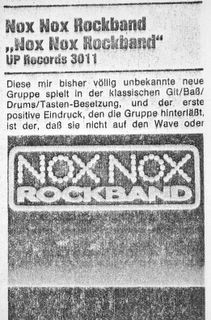 Nox Nox Rockband
„Nox Nox Rockband“
UP Records 3011
Diese mir bisher völlig unbekannte neue
Gruppe spielt in der klassischen Git/Baß/
Drums/Tasten-Beselzung, und der erste
positive Eindruck, den die Gruppe hinterläßt,
ist der, daß sie nicht auf den Wave oder
NOX NOX
ROCKBAND